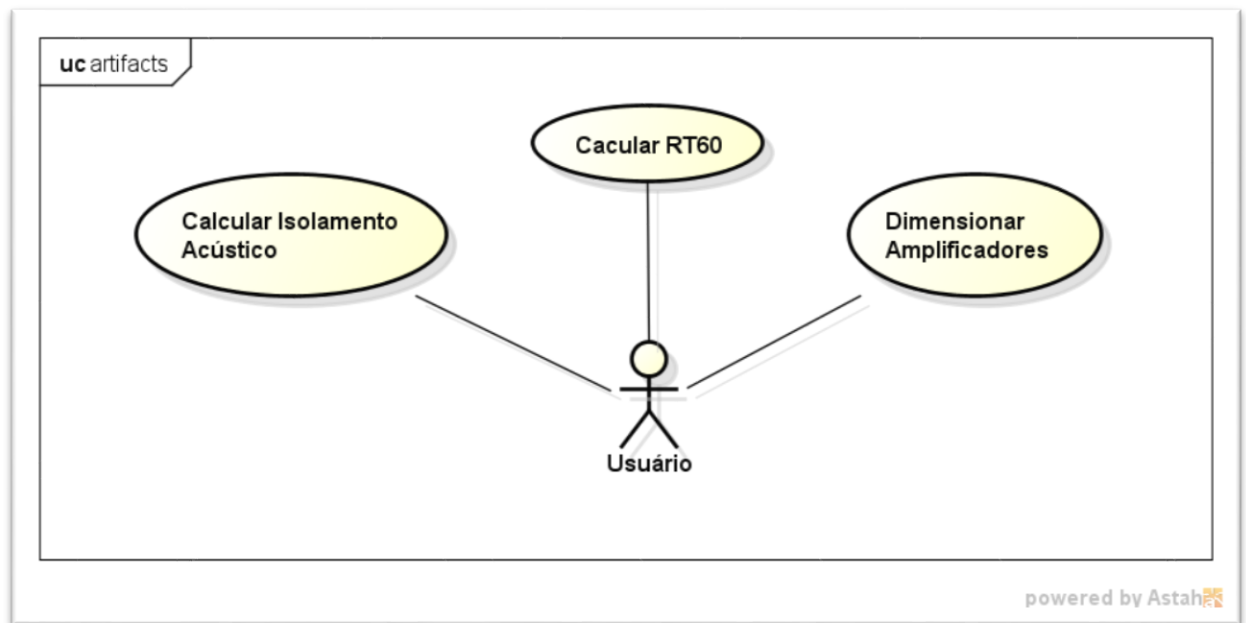 uc artifacts
Cacular RT60
Calcular Isolamento
Acústico
Dimensionar
Amplificadores
Usuário
powered by Astah